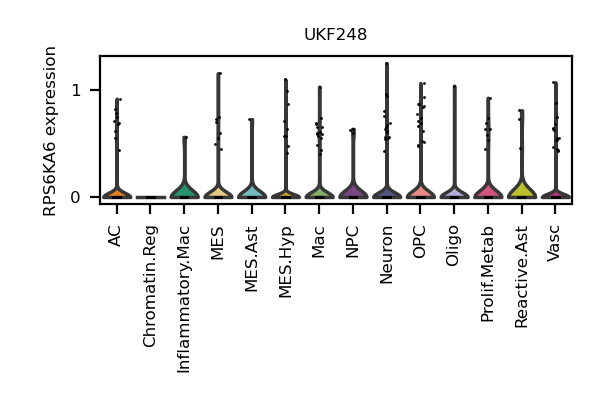 UKF248
RPS6KA6 expression
1
0
AC
Chromatin.Reg
Inflammatory.Mac
MES
MES.Ast
MES.Hyp
Mac
NPC
Neuron
OPC
Oligo
Prolif.Metab
Reactive.Ast
Vasc